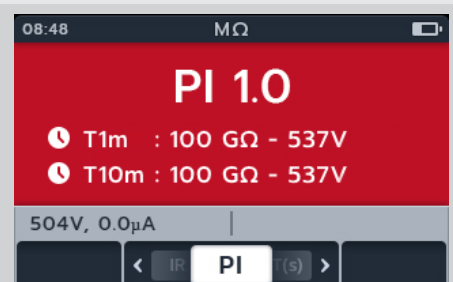 08:48 MΩ
PI 1.0
T1m : 100 GΩ - 537V
T10m : 100 GΩ - 537V
504V, 0.0µA
< IR PI T(s) >